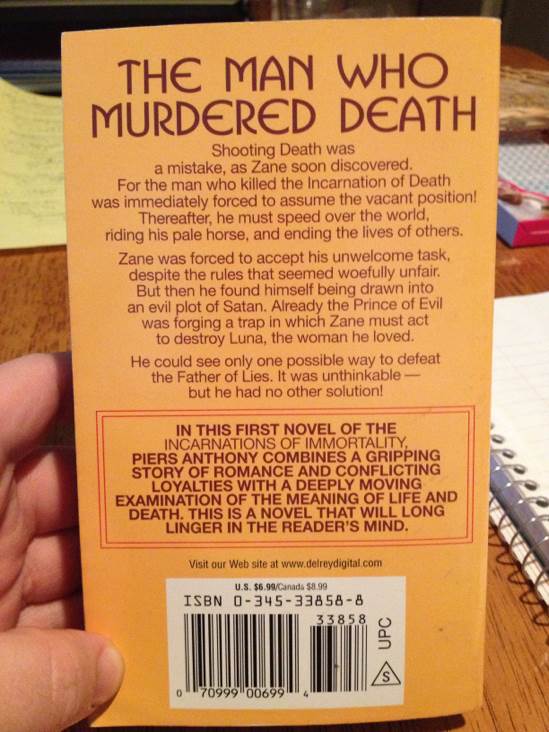 THE MAN WHO
MURDERED DEATH
Shooting Death was
a mistake, as Zane soon discovered.
For the man who killed the Incarnation of Death
was immediately forced to assume the vacant position!
Thereafter, he must speed over the world,
riding his pale horse, and ending the lives of others.
Zane was forced to accept his unwelcome task,
despite the rules that seemed woefully unfair.
But then he found himself being drawn into
an evil plot of Satan. Already the Prince of Evil
was forging a trap in which Zane must act
to destroy Luna, the woman he loved.
He could see only one possible way to defeat
the Father of Lies. It was unthinkable —
but he had no other solution!
IN THIS FIRST NOVEL OF THE
INCARNATIONS OF IMMORTALITY,
PIERS ANTHONY COMBINES A GRIPPING
STORY OF ROMANCE AND CONFLICTING
LOYALTIES WITH A DEEPLY MOVING
EXAMINATION OF THE MEANING OF LIFE AND
DEATH. THIS IS A NOVEL THAT WILL LONG
LINGER IN THE READER'S MIND.
Visit our Web site at www.delreydigital.com
U.S. $6.99/Canada $8.99
ISBN 0-345-33858-8
33858
UPC
S
0 70999 00699 4